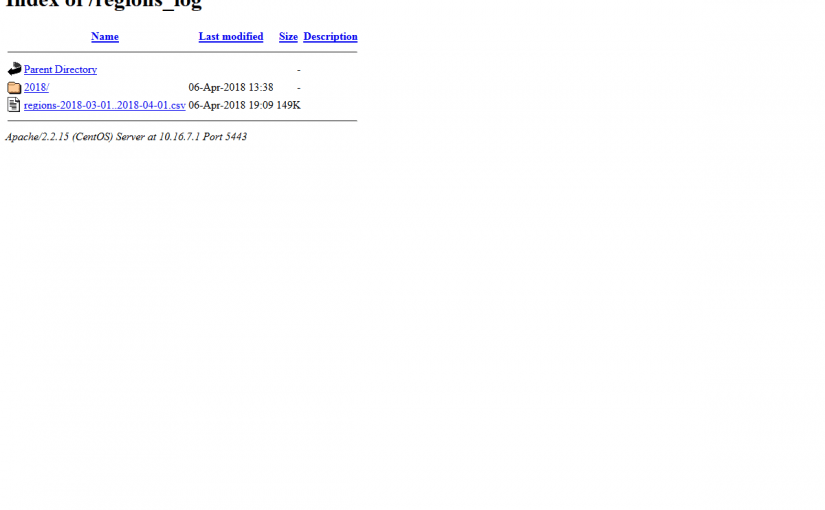 Index of /regions_log
Name Last modified Size Description
Parent Directory -
2018/ 06-Apr-2018 13:38 -
regions-2018-03-01..2018-04-01.csv 06-Apr-2018 19:09 149K
Apache/2.2.15 (CentOS) Server at 10.16.7.1 Port 5443